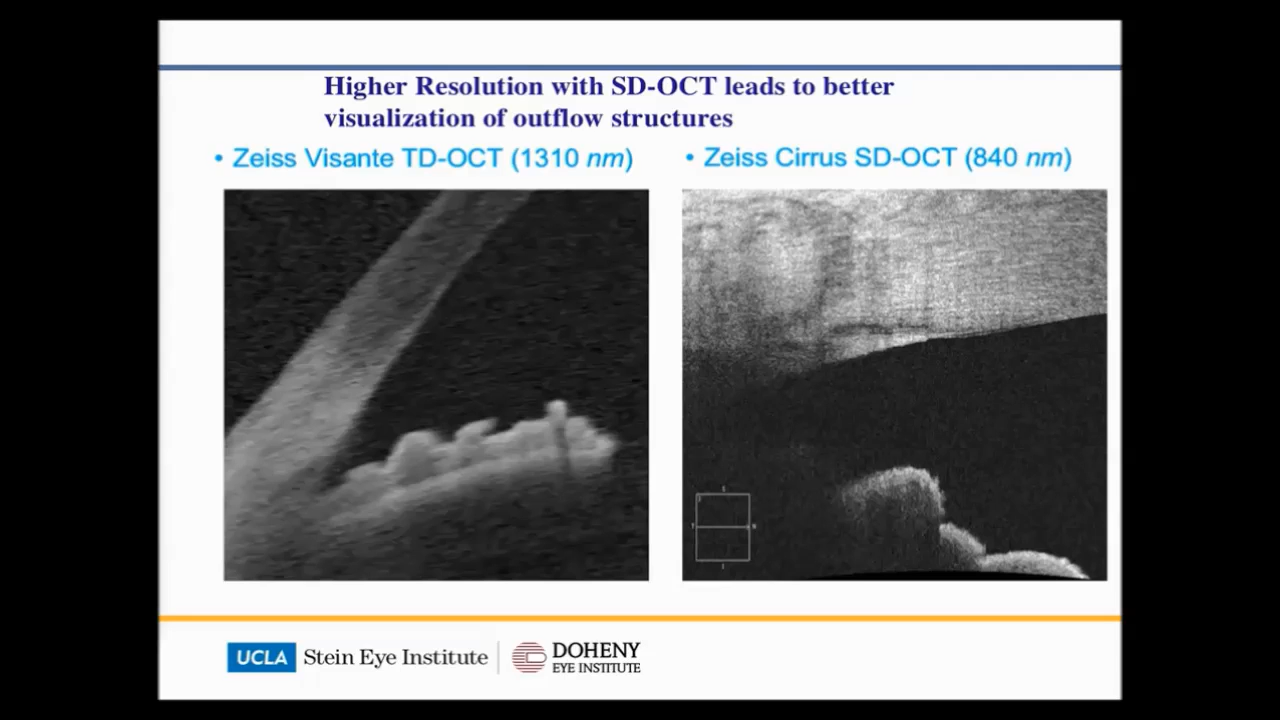 Higher Resolution with SD-OCT leads to better
visualization of outflow structures
• Zeiss Visante TD-OCT (1310 nm)
• Zeiss Cirrus SD-OCT (840 nm)
UCLA Stein Eye Institute
DOHENY
EYE INSTITUTE